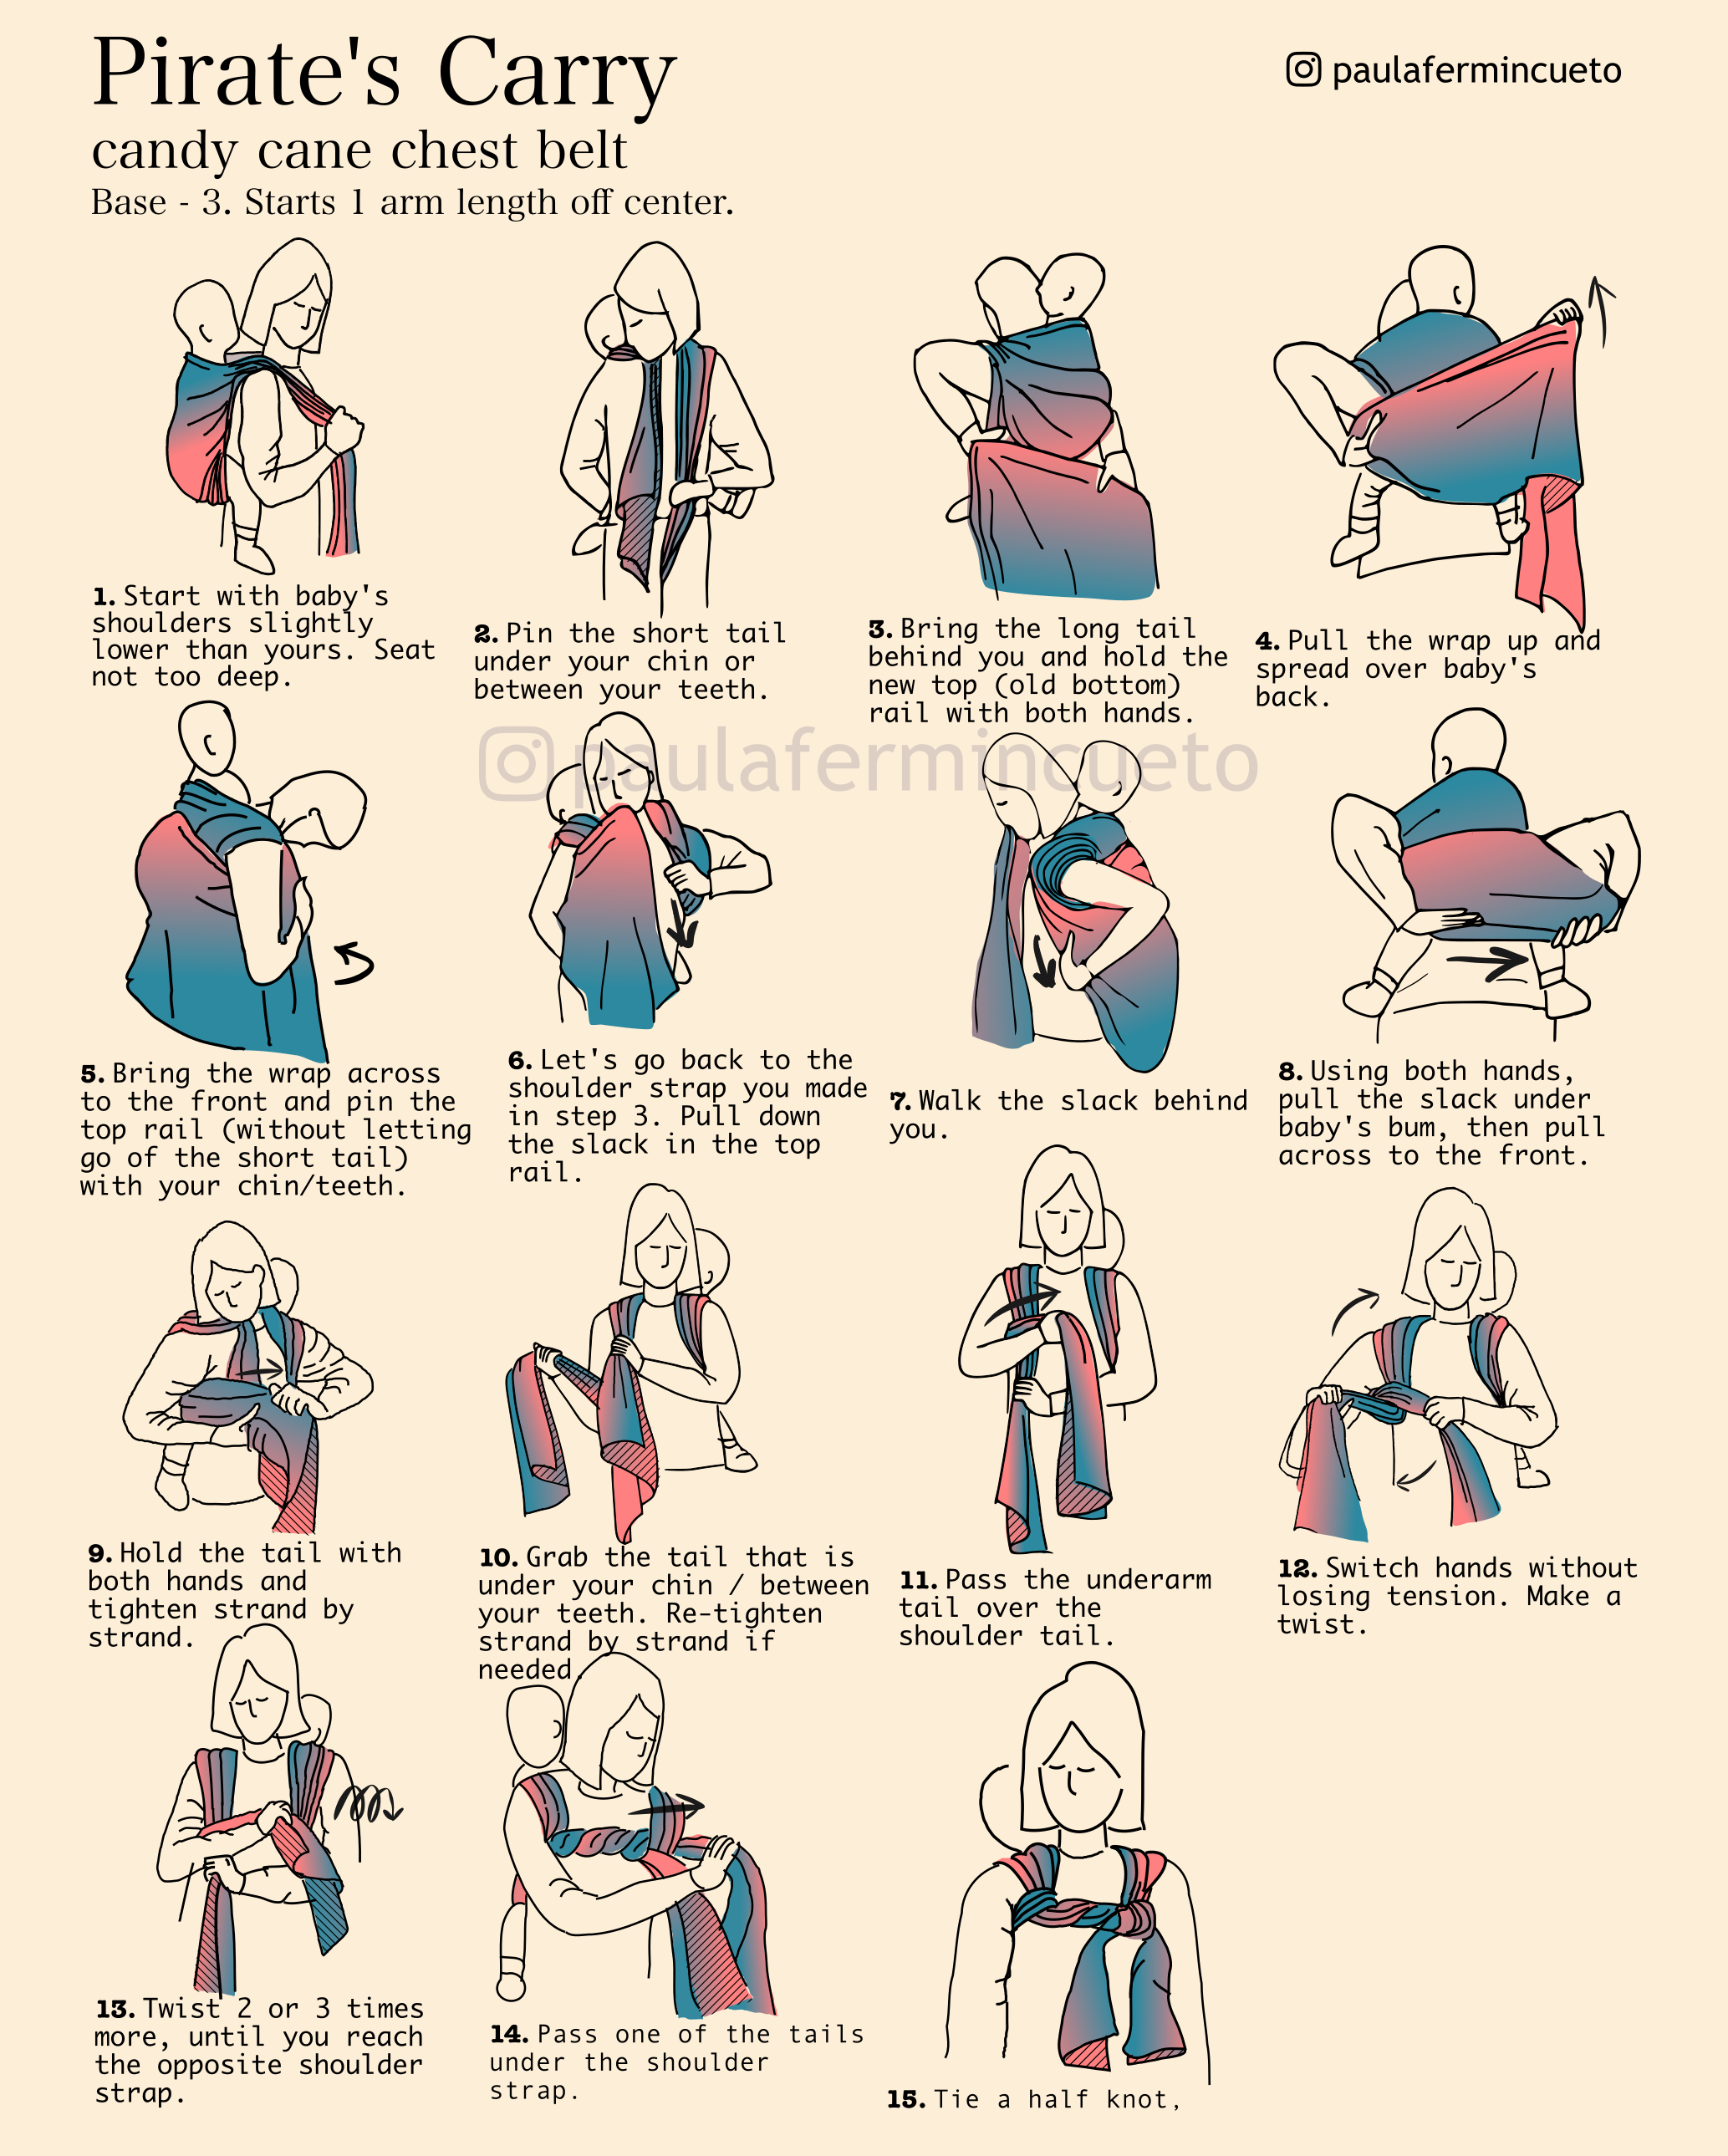 Pirate's Carry
paulafermincueto
candy cane chest belt
Base - 3. Starts 1 arm length off center.
1. Start with baby's
shoulders slightly
lower than yours. Seat
not too deep.
2. Pin the short tail
under your chin or
between your teeth.
3. Bring the long tail
behind you and hold the
new top (old bottom)
rail with both hands.
4. Pull the wrap up and
spread over baby's
back.
paulafermincueto
5. Bring the wrap across
to the front and pin the
top rail (without letting
go of the short tail)
with your chin/teeth.
6. Let's go back to the
shoulder strap you made
in step 3. Pull down
the slack in the top
rail.
7. Walk the slack behind
you.
8. Using both hands,
pull the slack under
baby's bum, then pull
across to the front.
9. Hold the tail with
both hands and
tighten strand by
strand.
10. Grab the tail that is
under your chin / between
your teeth. Re-tighten
strand by strand if
needed.
11. Pass the underarm
tail over the
shoulder tail.
12. Switch hands without
losing tension. Make a
twist.
13. Twist 2 or 3 times
more, until you reach
the opposite shoulder
strap.
14. Pass one of the tails
under the shoulder
strap.
15. Tie a half knot,